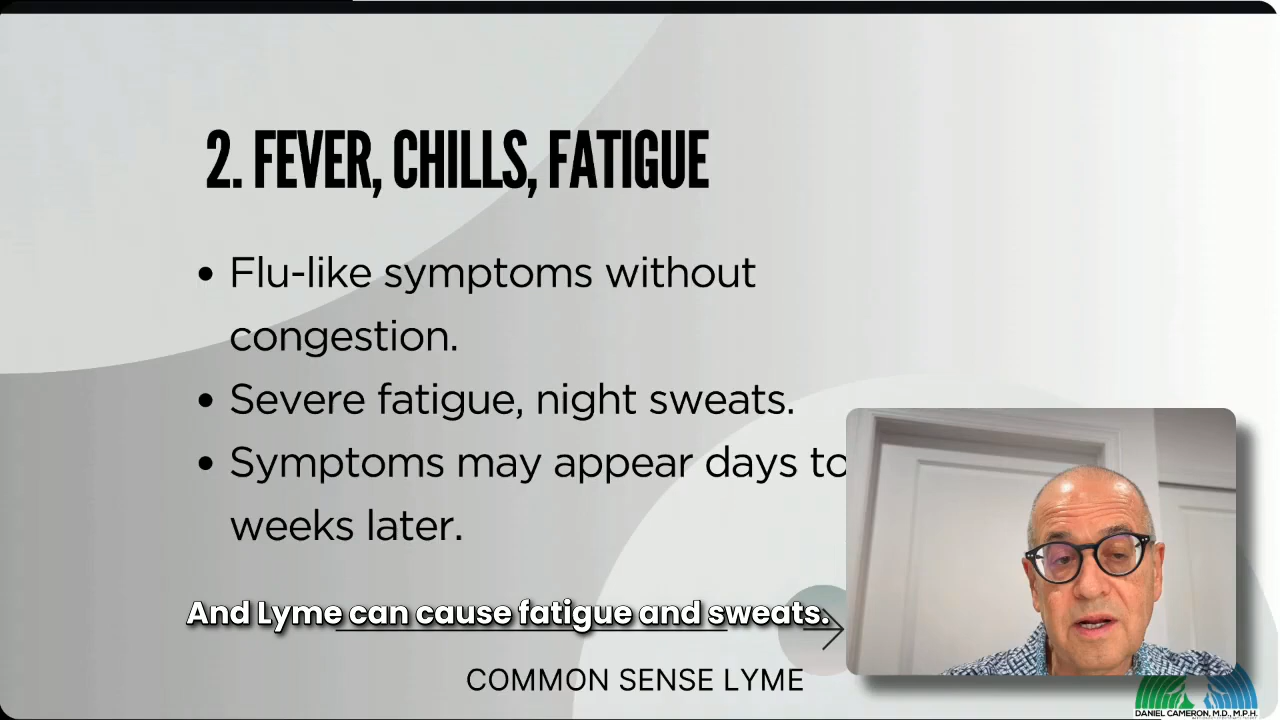 2. FEVER, CHILLS, FATIGUE
• Flu-like symptoms without
congestion.
• Severe fatigue, night sweats.
• Symptoms may appear days to
weeks later.
And Lyme can cause fatigue and sweats.
COMMON SENSE LYME
DANIEL CAMERON, M.D., M.P.H.